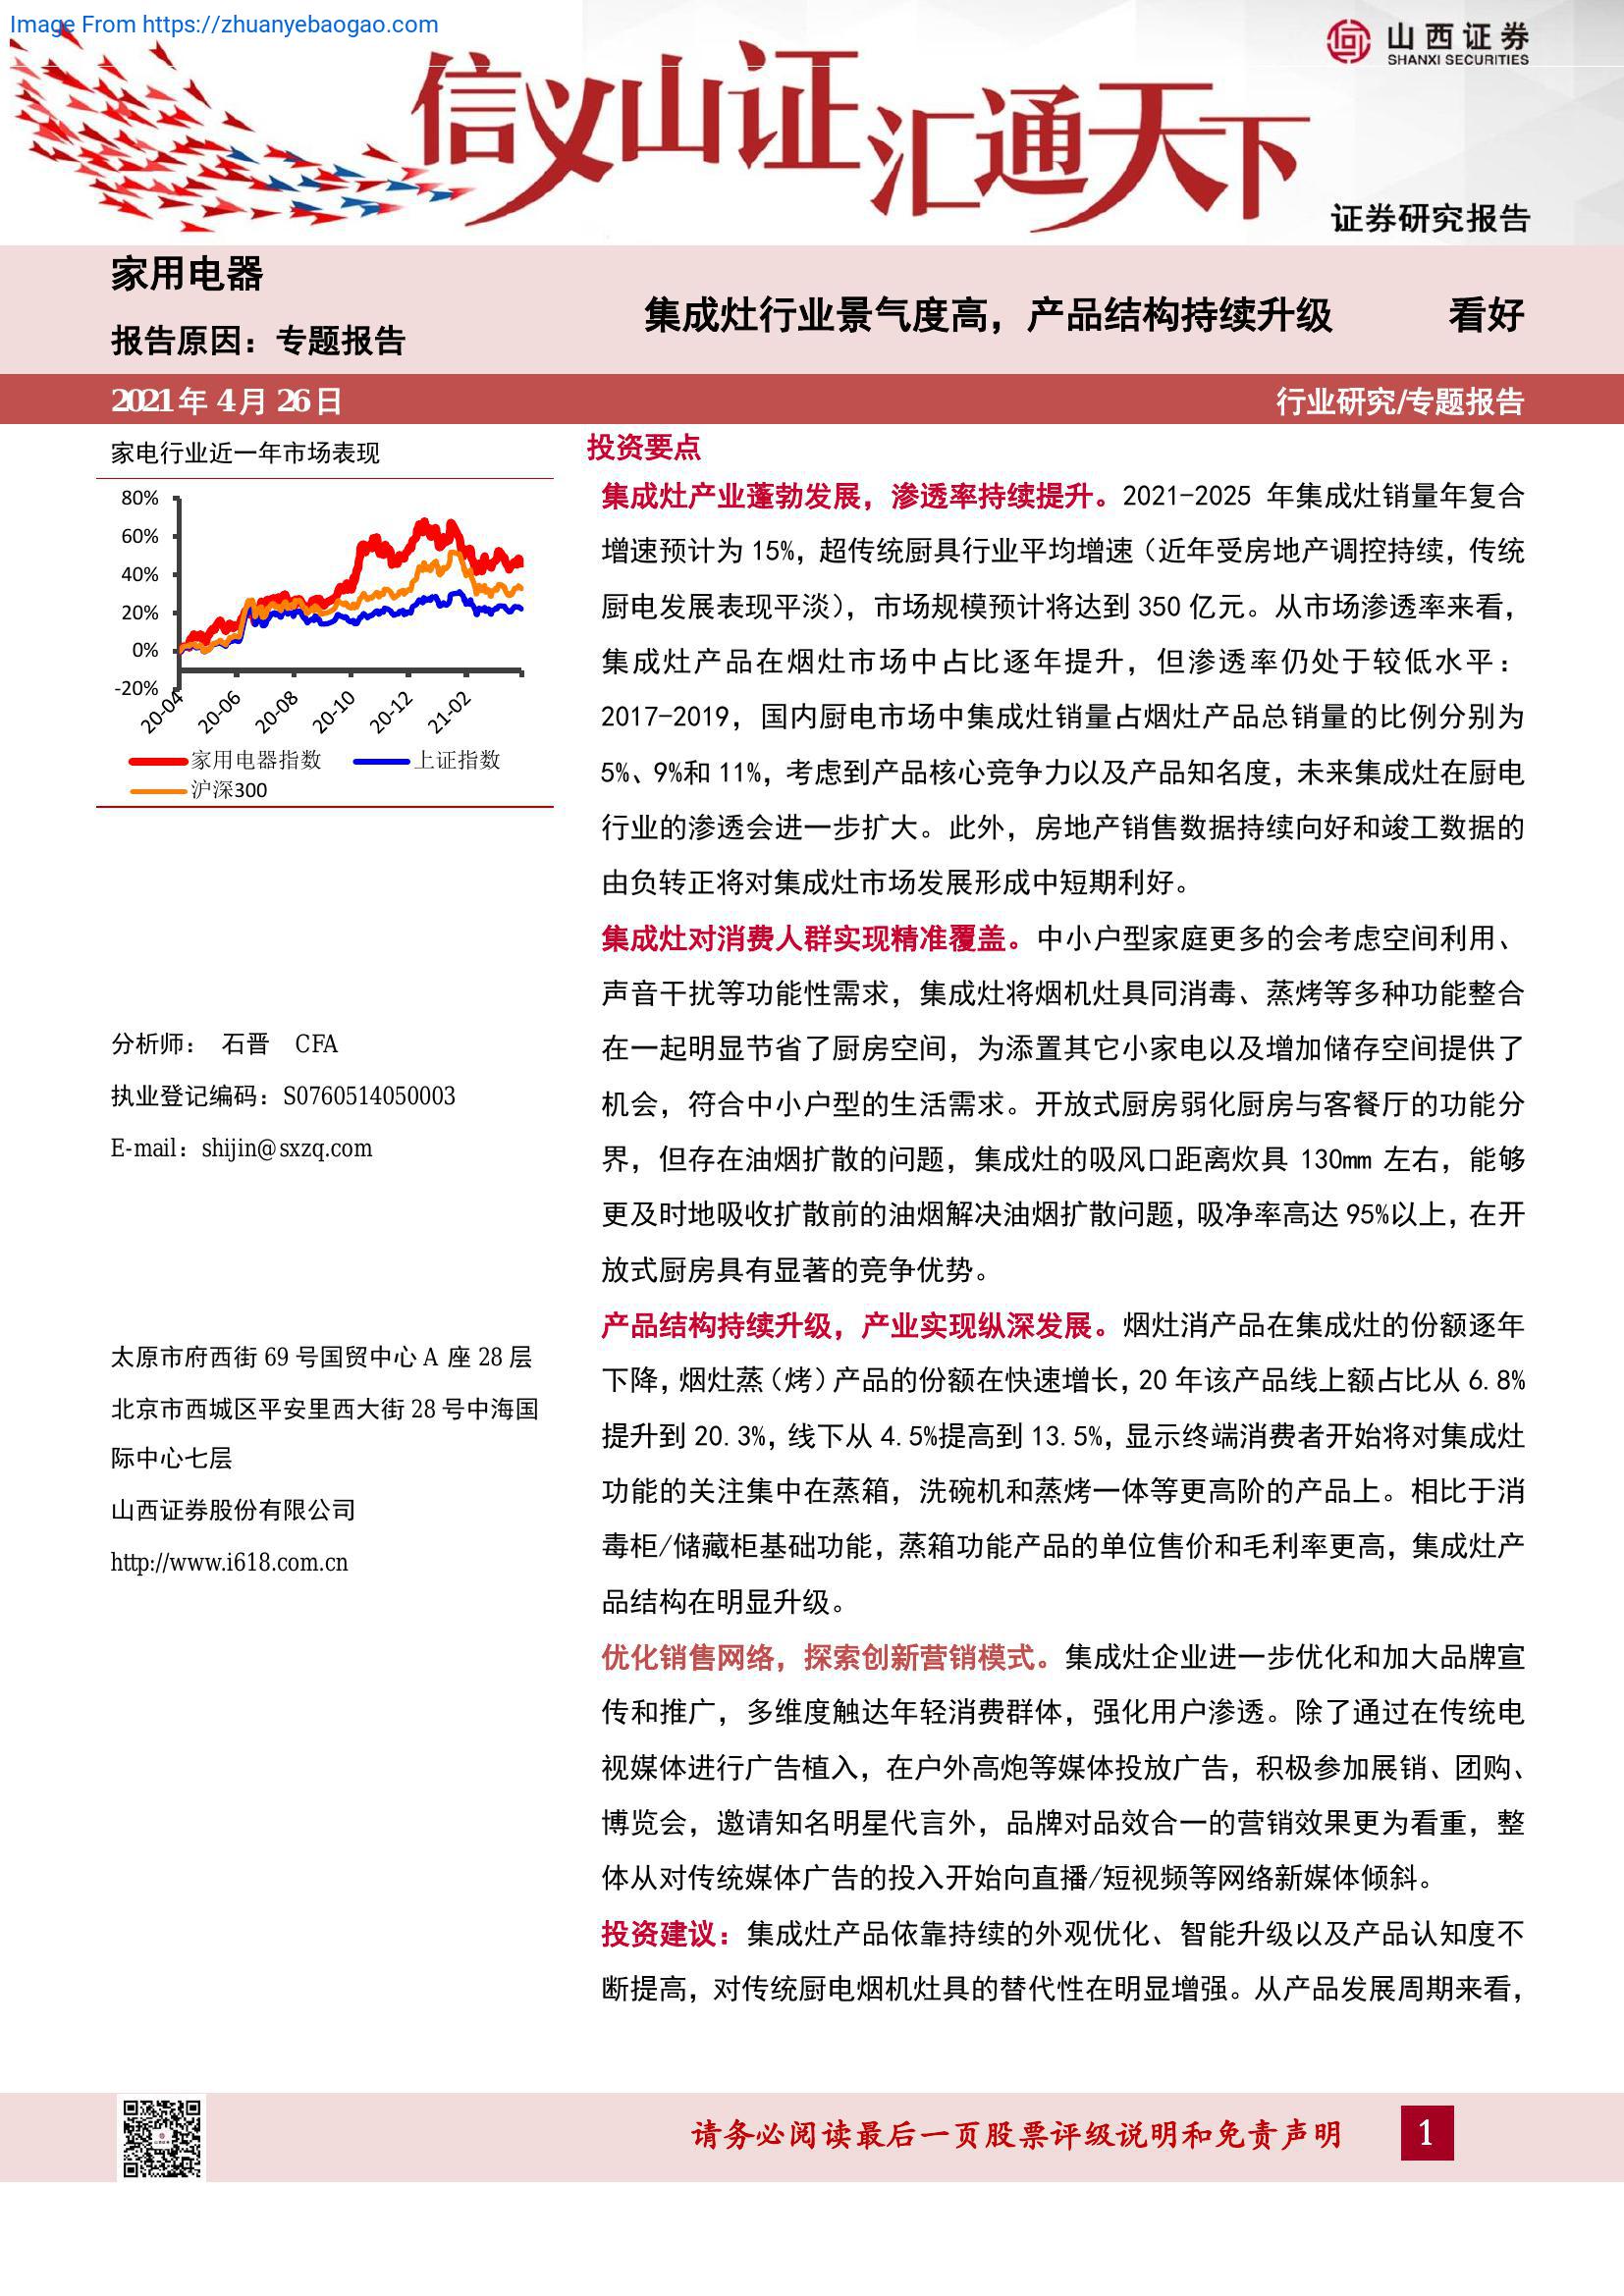 Image From https://zhuanyebaogao.com
山西证券
SHANXI SECURITIES
信义山证汇通天下
证券研究报告
家用电器
报告原因：专题报告
集成灶行业景气度高，产品结构持续升级
看好
2021年4月26日
行业研究/专题报告
家电行业近一年市场表现
80%
60%
40%
20%
0%
-20%
20-04
20-06
20-08
20-10
20-12
21-02
家用电器指数
上证指数
沪深300
分析师： 石晋 CFA
执业登记编码：S0760514050003
E-mail：shijin@sxzq.com
太原市府西街 69 号国贸中心 A 座 28 层
北京市西城区平安里西大街 28 号中海国
际中心七层
山西证券股份有限公司
http://www.i618.com.cn
投资要点
集成灶产业蓬勃发展，渗透率持续提升。2021-2025 年集成灶销量年复合
增速预计为 15%，超传统厨具行业平均增速（近年受房地产调控持续，传统
厨电发展表现平淡），市场规模预计将达到 350 亿元。从市场渗透率来看，
集成灶产品在烟灶市场中占比逐年提升，但渗透率仍处于较低水平：
2017-2019，国内厨电市场中集成灶销量占烟灶产品总销量的比例分别为
5%、9%和 11%，考虑到产品核心竞争力以及产品知名度，未来集成灶在厨电
行业的渗透会进一步扩大。此外，房地产销售数据持续向好和竣工数据的
由负转正将对集成灶市场发展形成中短期利好。
集成灶对消费人群实现精准覆盖。中小户型家庭更多的会考虑空间利用、
声音干扰等功能性需求，集成灶将烟机灶具同消毒、蒸烤等多种功能整合
在一起明显节省了厨房空间，为添置其它小家电以及增加储存空间提供了
机会，符合中小户型的生活需求。开放式厨房弱化厨房与客餐厅的功能分
界，但存在油烟扩散的问题，集成灶的吸风口距离炊具 130mm 左右，能够
更及时地吸收扩散前的油烟解决油烟扩散问题，吸净率高达 95%以上，在开
放式厨房具有显著的竞争优势。
产品结构持续升级，产业实现纵深发展。烟灶消产品在集成灶的份额逐年
下降，烟灶蒸（烤）产品的份额在快速增长，20 年该产品线上额占比从 6.8%
提升到 20.3%，线下从 4.5%提高到 13.5%，显示终端消费者开始将对集成灶
功能的关注集中在蒸箱，洗碗机和蒸烤一体等更高阶的产品上。相比于消
毒柜/储藏柜基础功能，蒸箱功能产品的单位售价和毛利率更高，集成灶产
品结构在明显升级。
优化销售网络，探索创新营销模式。集成灶企业进一步优化和加大品牌宣
传和推广，多维度触达年轻消费群体，强化用户渗透。除了通过在传统电
视媒体进行广告植入，在户外高炮等媒体投放广告，积极参加展销、团购、
博览会，邀请知名明星代言外，品牌对品效合一的营销效果更为看重，整
体从对传统媒体广告的投入开始向直播/短视频等网络新媒体倾斜。
投资建议：集成灶产品依靠持续的外观优化、智能升级以及产品认知度不
断提高，对传统厨电烟机灶具的替代性在明显增强。从产品发展周期来看，
请务必阅读最后一页股票评级说明和免责声明
1